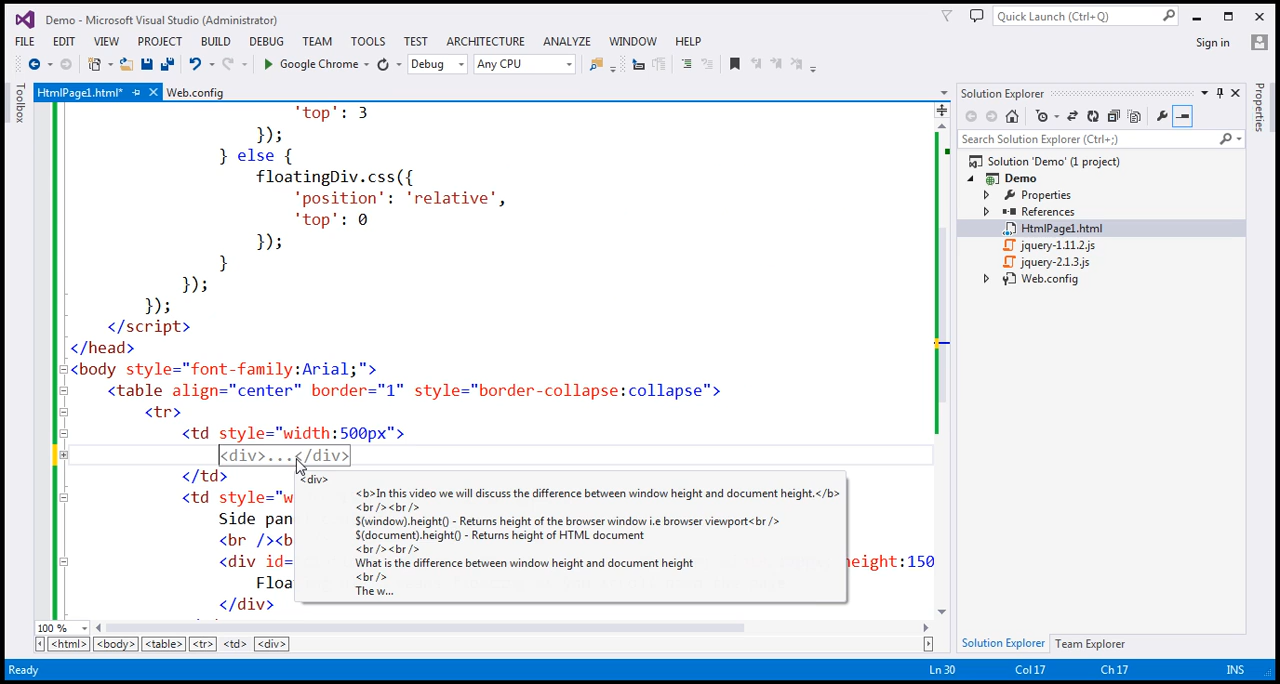 Demo - Microsoft Visual Studio (Administrator)
Quick Launch (Ctrl+Q)
FILE EDIT VIEW PROJECT BUILD DEBUG TEAM TOOLS TEST ARCHITECTURE ANALYZE WINDOW HELP
Sign in
Google Chrome Debug Any CPU
Toolbox
HtmlPage1.html* Web.config
'top': 3
});
} else {
floatingDiv.css({
'position': 'relative',
'top': 0
});
}
});
});
</script>
</head>
<body style="font-family:Arial;">
<table align="center" border="1" style="border-collapse:collapse">
<tr>
<td style="width:500px">
<div>...</div>
</td>
<td style="w
Side pan
<br /><b
<div id= height:150
Floa
</div>
<div>
<b>In this video we will discuss the difference between window height and document height.</b>
<br /><br />
$(window).height() - Returns height of the browser window i.e browser viewport<br />
$(document).height() - Returns height of HTML document
<br /><br />
What is the difference between window height and document height
<br />
The w...
100 %
<html> <body> <table> <tr> <td> <div>
Solution Explorer
Search Solution Explorer (Ctrl+;)
Solution 'Demo' (1 project)
Demo
Properties
References
HtmlPage1.html
jquery-1.11.2.js
jquery-2.1.3.js
Web.config
Solution Explorer Team Explorer
Properties
Ready Ln 30 Col 17 Ch 17 INS